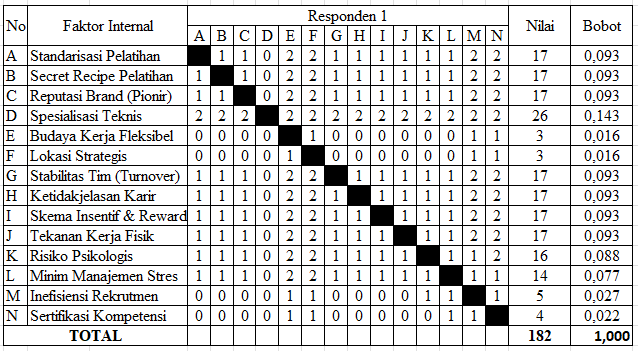 No Faktor Internal Responden 1 Nilai Bobot
A B C D E F G H I J K L M N
A Standarisasi Pelatihan 1 1 0 2 2 1 1 1 1 1 1 2 2 17 0,093
B Secret Recipe Pelatihan 1 1 0 2 2 1 1 1 1 1 1 2 2 17 0,093
C Reputasi Brand (Pionir) 1 1 0 2 2 1 1 1 1 1 1 2 2 17 0,093
D Spesialisasi Teknis 2 2 2 2 2 2 2 2 2 2 2 2 2 26 0,143
E Budaya Kerja Fleksibel 0 0 0 0 1 0 0 0 0 0 0 1 1 3 0,016
F Lokasi Strategis 0 0 0 0 1 0 0 0 0 0 0 1 1 3 0,016
G Stabilitas Tim (Turnover) 1 1 1 0 2 2 1 1 1 1 1 2 2 17 0,093
H Ketidakjelasan Karir 1 1 1 0 2 2 1 1 1 1 1 2 2 17 0,093
I Skema Insentif & Reward 1 1 1 0 2 2 1 1 1 1 1 2 2 17 0,093
J Tekanan Kerja Fisik 1 1 1 0 2 2 1 1 1 1 1 2 2 17 0,093
K Risiko Psikologis 1 1 1 0 2 2 1 1 1 1 1 1 2 16 0,088
L Minim Manajemen Stres 1 1 1 0 2 2 1 1 1 1 1 1 1 14 0,077
M Inefisiensi Rekrutmen 0 0 0 0 1 1 0 0 0 0 1 1 1 5 0,027
N Sertifikasi Kompetensi 0 0 0 0 1 1 0 0 0 0 0 1 1 4 0,022
TOTAL 182 1,000